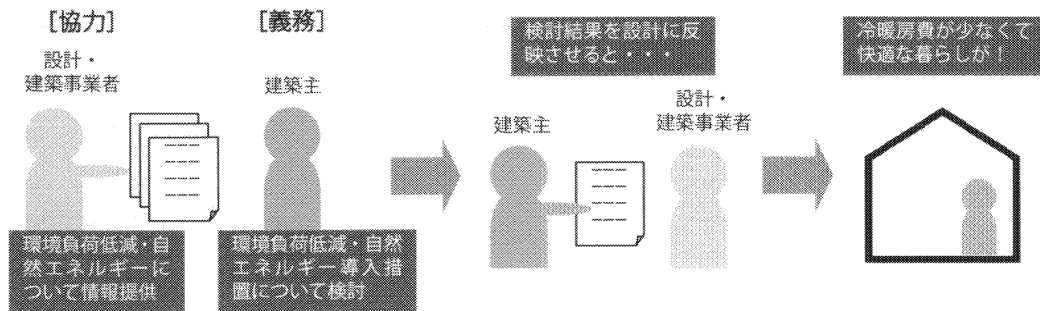 ［協力］
設計・
建築事業者
環境負荷低減・自
然エネルギーに
ついて情報提供
［義務］
建築主
環境負荷低減・自然
エネルギー導入措
置について検討
検討結果を設計に反
映させると・・・
建築主
設計・
建築事業者
冷暖房費が少なくて
快適な暮らしが！